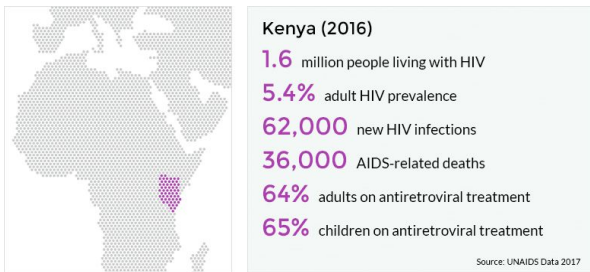 Kenya (2016)
1.6 million people living with HIV
5.4% adult HIV prevalence
62,000 new HIV infections
36,000 AIDS-related deaths
64% adults on antiretroviral treatment
65% children on antiretroviral treatment
Source: UNAIDS Data 2017